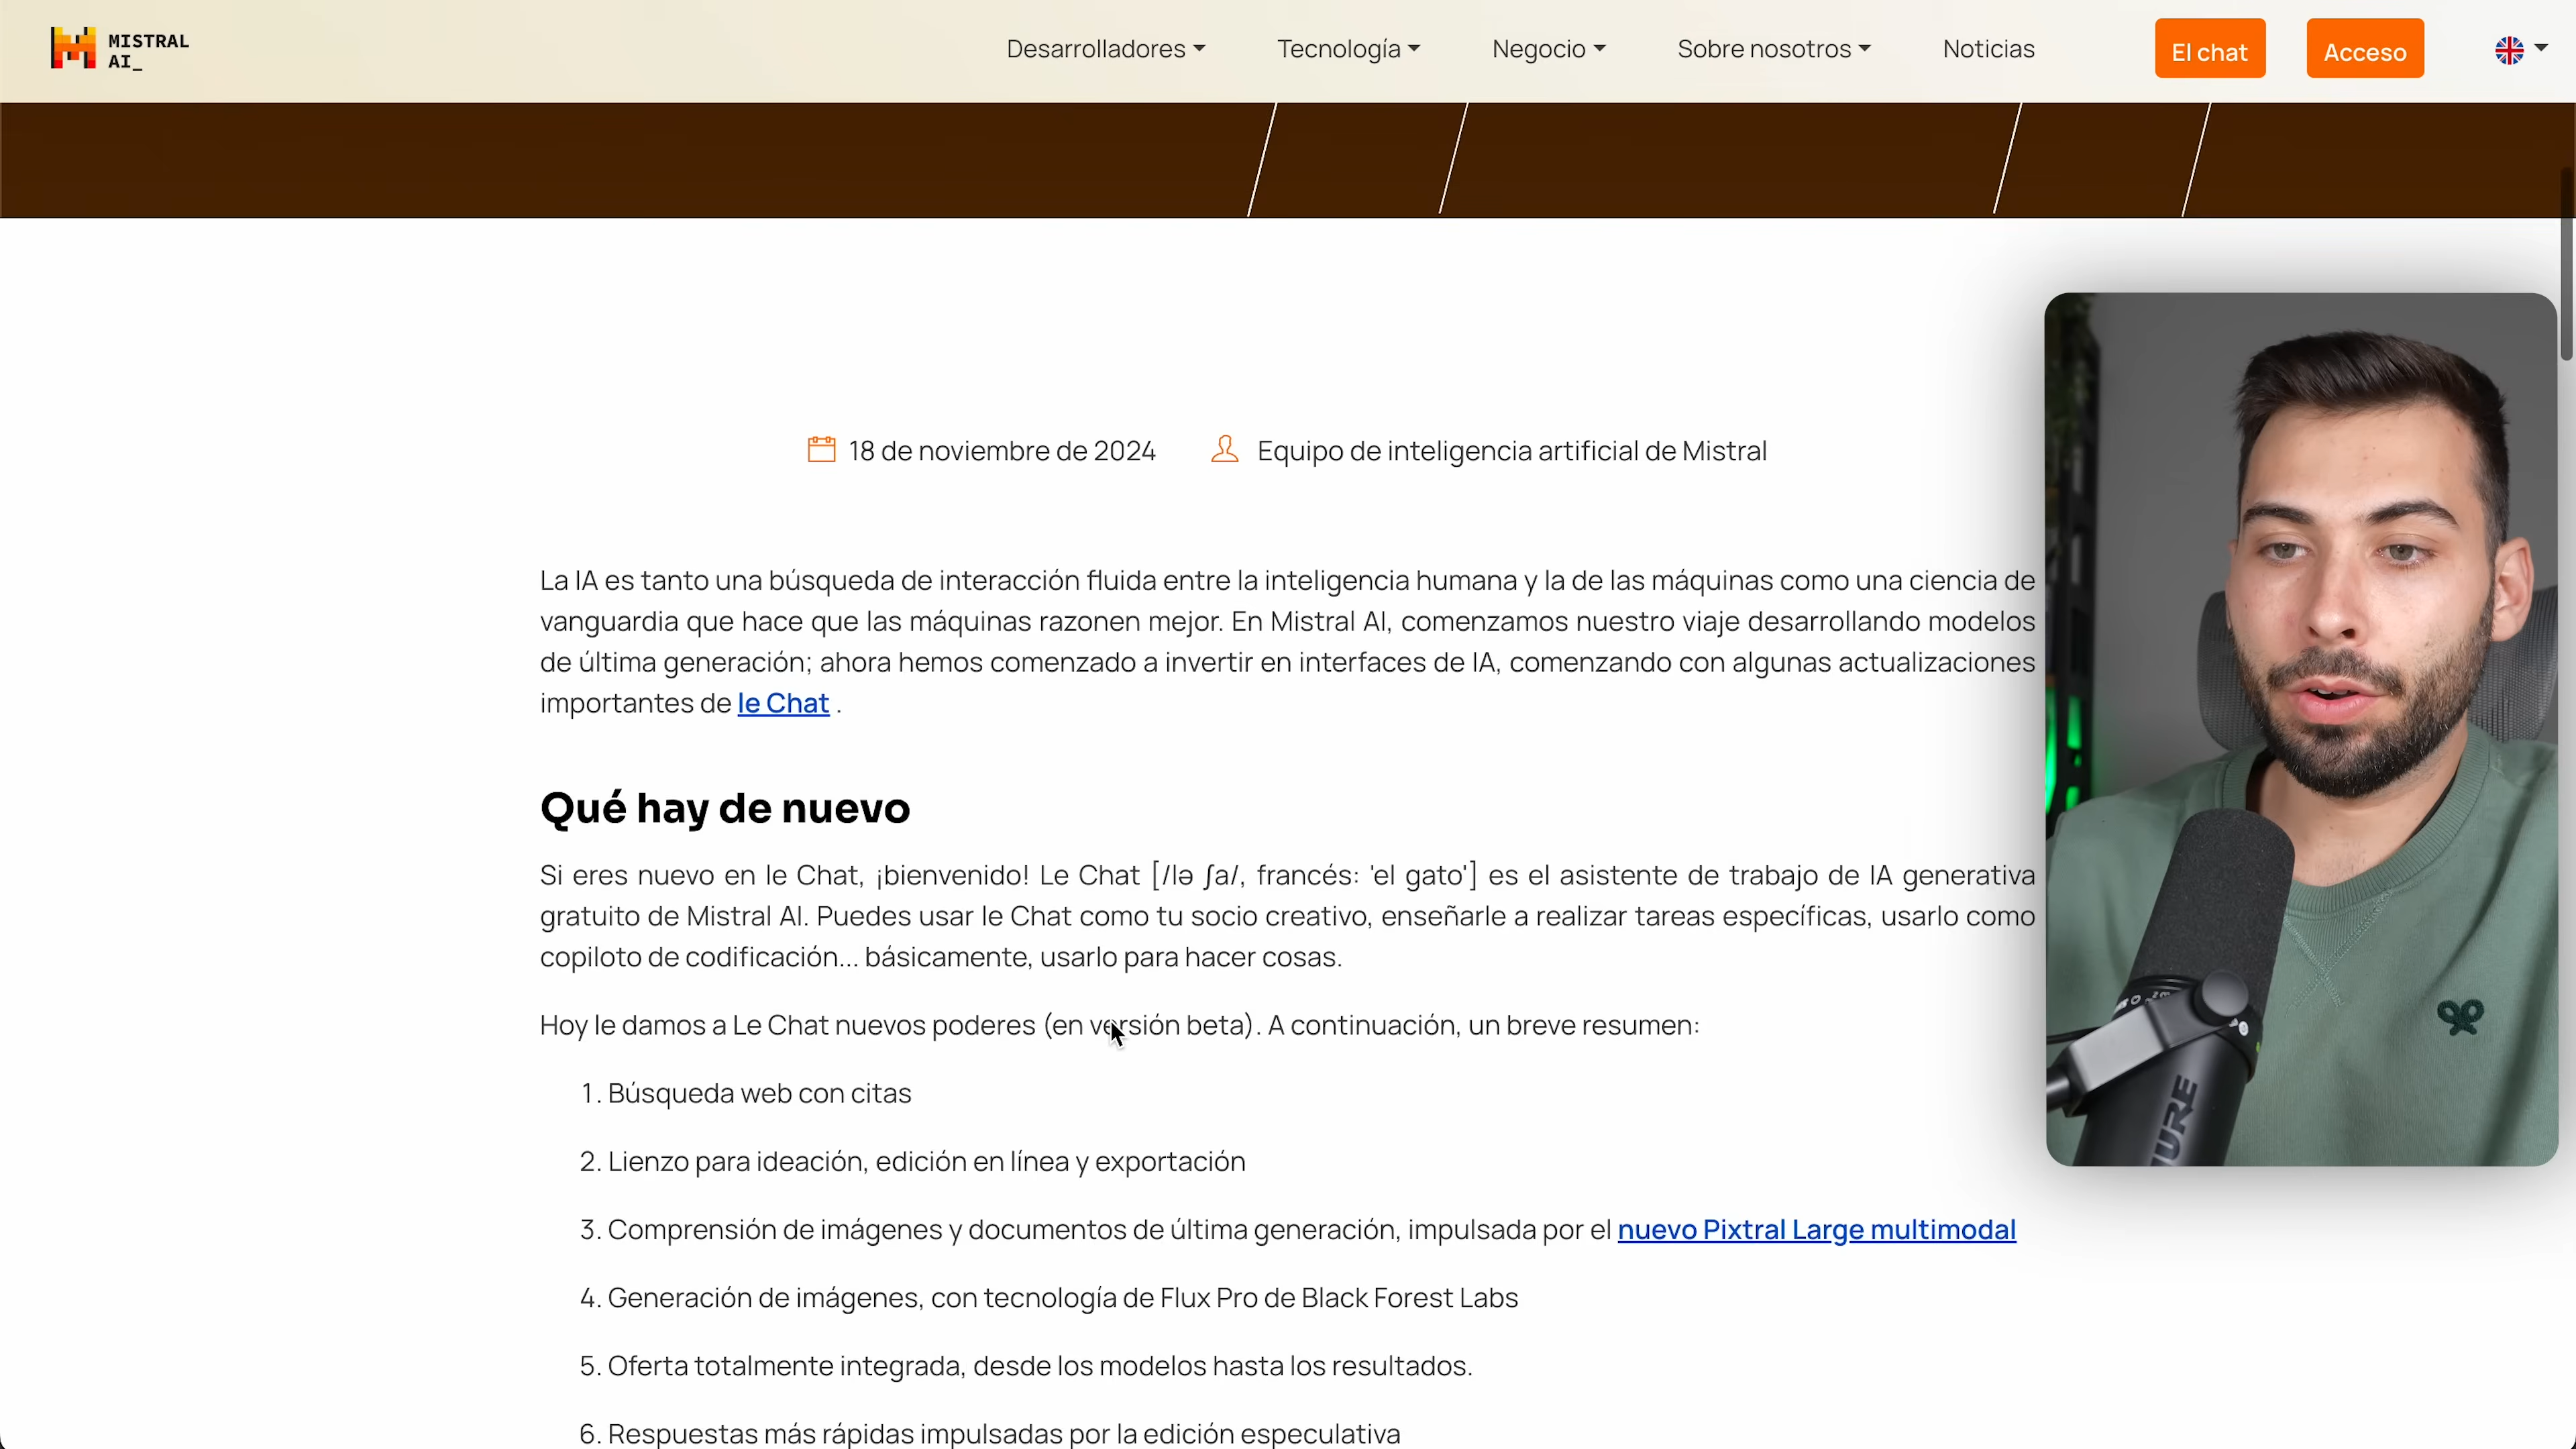 MISTRAL
AI_
Desarrolladores
Tecnología
Negocio
Sobre nosotros
Noticias
El chat
Acceso
18 de noviembre de 2024
Equipo de inteligencia artificial de Mistral
La IA es tanto una búsqueda de interacción fluida entre la inteligencia humana y la de las máquinas como una ciencia de
vanguardia que hace que las máquinas razonen mejor. En Mistral AI, comenzamos nuestro viaje desarrollando modelos
de última generación; ahora hemos comenzado a invertir en interfaces de IA, comenzando con algunas actualizaciones
importantes de le Chat .
Qué hay de nuevo
Si eres nuevo en le Chat, ¡bienvenido! Le Chat [/lə ʃa/, francés: 'el gato'] es el asistente de trabajo de IA generativa
gratuito de Mistral AI. Puedes usar le Chat como tu socio creativo, enseñarle a realizar tareas específicas, usarlo como
copiloto de codificación... básicamente, usarlo para hacer cosas.
Hoy le damos a Le Chat nuevos poderes (en versión beta). A continuación, un breve resumen:
1. Búsqueda web con citas
2. Lienzo para ideación, edición en línea y exportación
3. Comprensión de imágenes y documentos de última generación, impulsada por el nuevo Pixtral Large multimodal
4. Generación de imágenes, con tecnología de Flux Pro de Black Forest Labs
5. Oferta totalmente integrada, desde los modelos hasta los resultados.
6. Respuestas más rápidas impulsadas por la edición especulativa